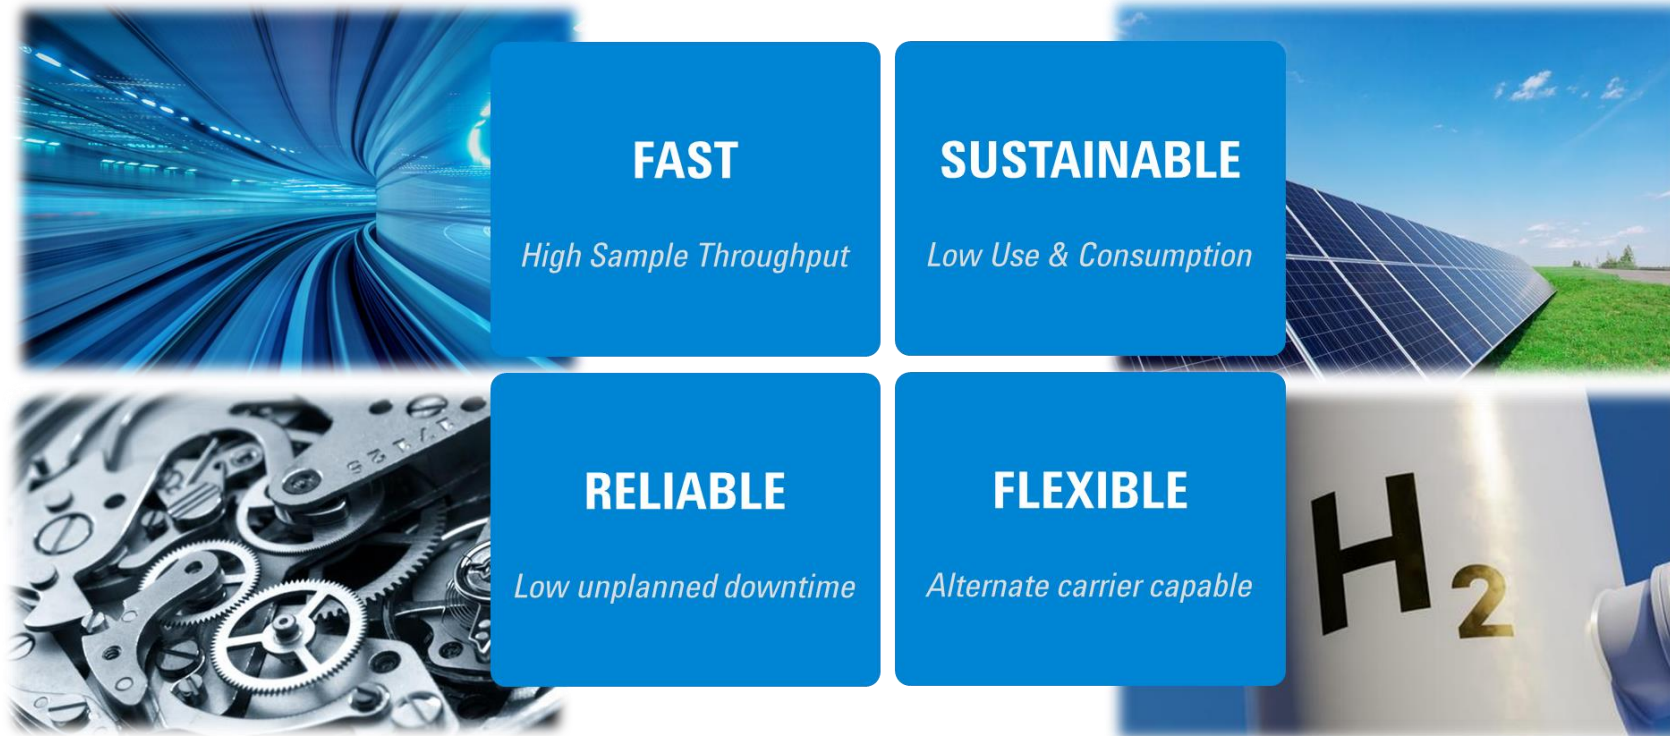 FAST
High Sample Throughput
SUSTAINABLE
Low Use & Consumption
RELIABLE
Low unplanned downtime
FLEXIBLE
Alternate carrier capable
H₂